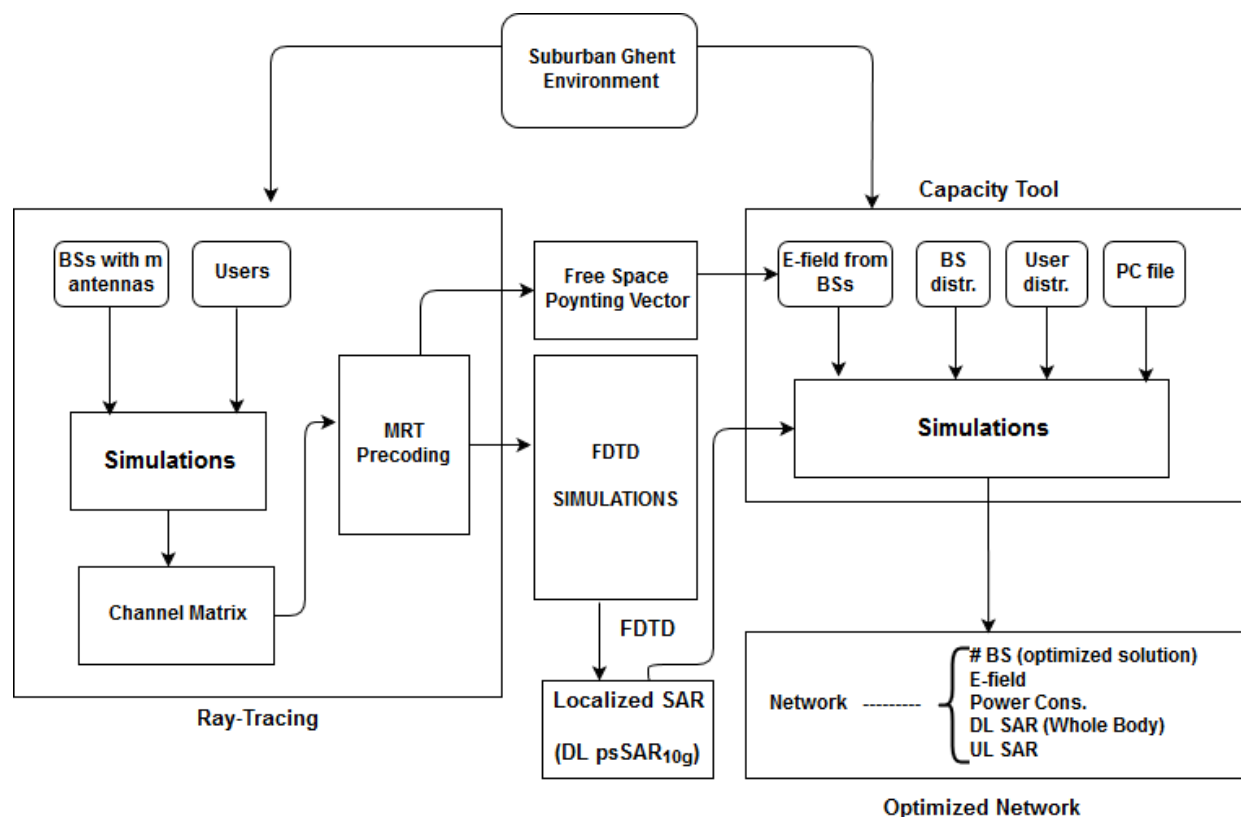 Suburban Ghent
Environment
Capacity Tool
BSs with m
antennas
Users
Free Space
Poynting Vector
E-field from
BSs
BS
distr.
User
distr.
PC file
Simulations
MRT
Precoding
FDTD
SIMULATIONS
Simulations
Channel Matrix
FDTD
Localized SAR
(DL psSAR10g)
Ray-Tracing
Network ---------
# BS (optimized solution)
E-field
Power Cons.
DL SAR (Whole Body)
UL SAR
Optimized Network